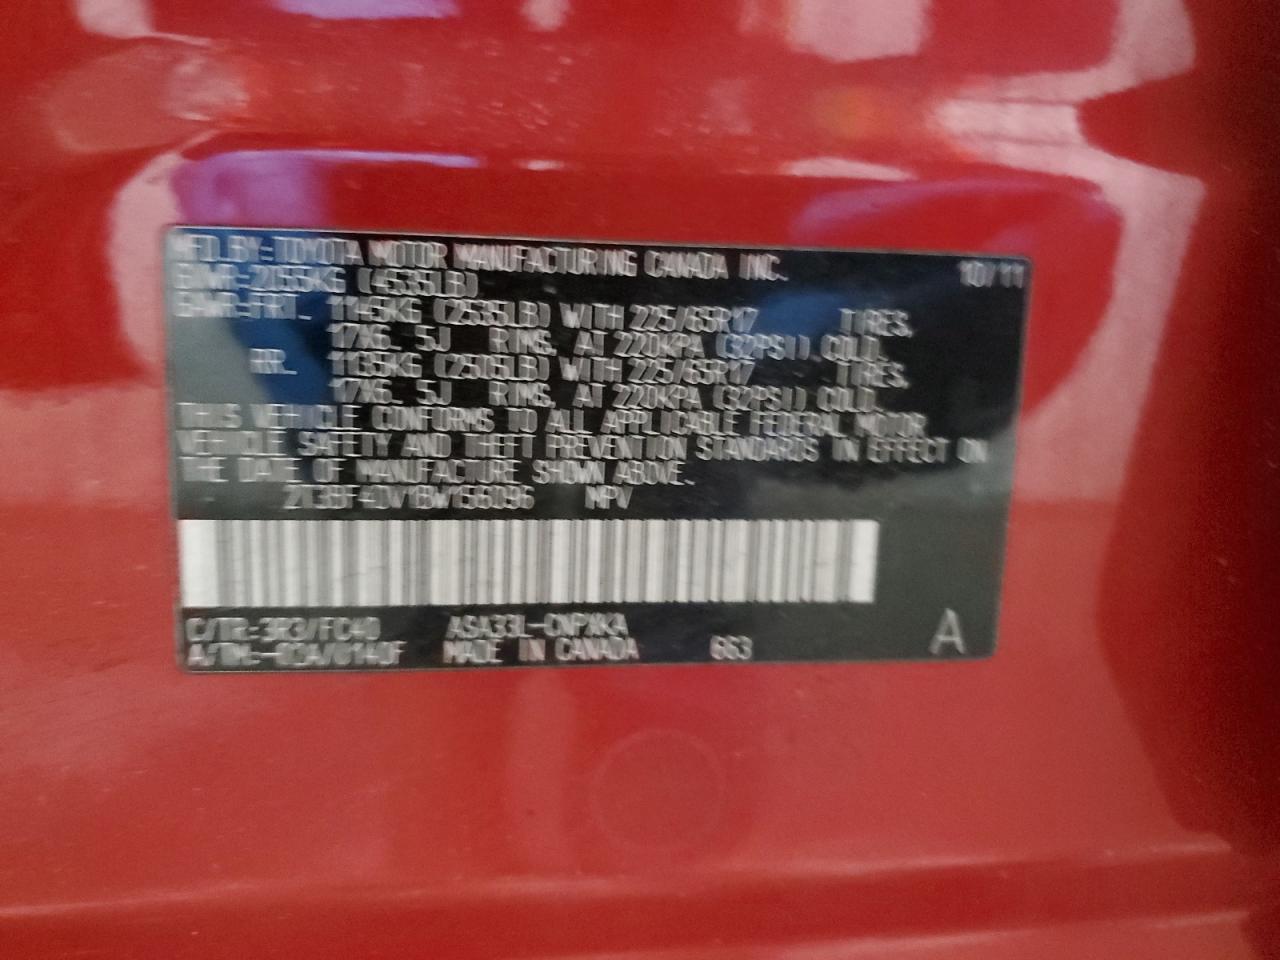 MFD.BY:TOYOTA MOTOR MANUFACTURING CANADA INC. 10/11
GVWR:2055KG (4535LB)
GAWR:FRT. 1145KG (2535LB) WITH 225/65R17 TIRES,
17X6.5J RIMS, AT 220KPA (32PSI) COLD.
RR. 1135KG (2505LB) WITH 225/65R17 TIRES,
17X6.5J RIMS, AT 220KPA (32PSI) COLD.
THIS VEHICLE CONFORMS TO ALL APPLICABLE FEDERAL MOTOR
VEHICLE SAFETY AND THEFT PREVENTION STANDARDS IN EFFECT ON
THE DATE OF MANUFACTURE SHOWN ABOVE.
MPV
C/TR:3R3/FC40
MADE IN CANADA 663
A